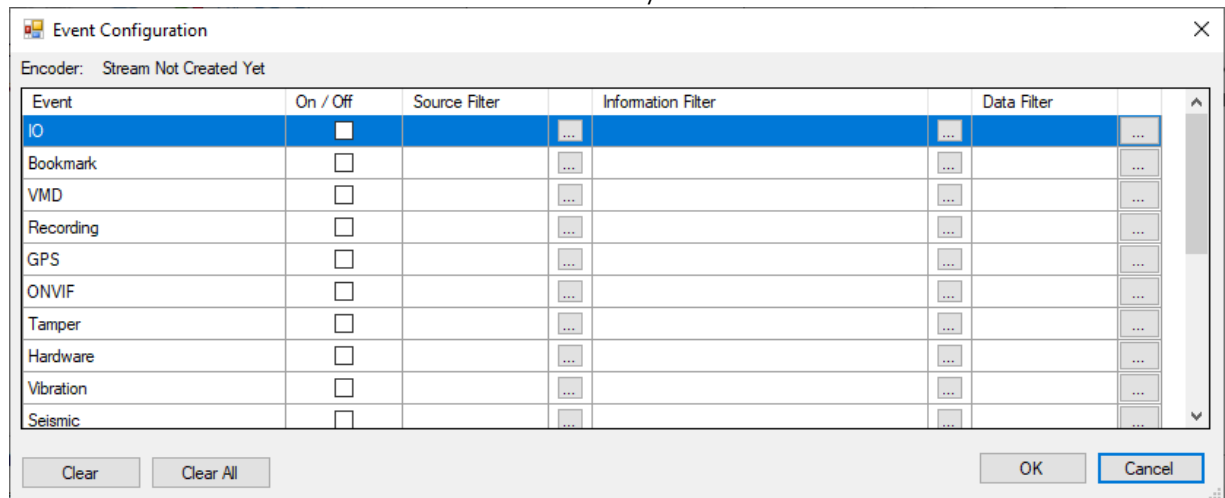 Event Configuration
Encoder: Stream Not Created Yet
Event On / Off Source Filter Information Filter Data Filter
IO ... ... ...
Bookmark ... ... ...
VMD ... ... ...
Recording ... ... ...
GPS ... ... ...
ONVIF ... ... ...
Tamper ... ... ...
Hardware ... ... ...
Vibration ... ... ...
Seismic ... ... ...
Clear Clear All OK Cancel